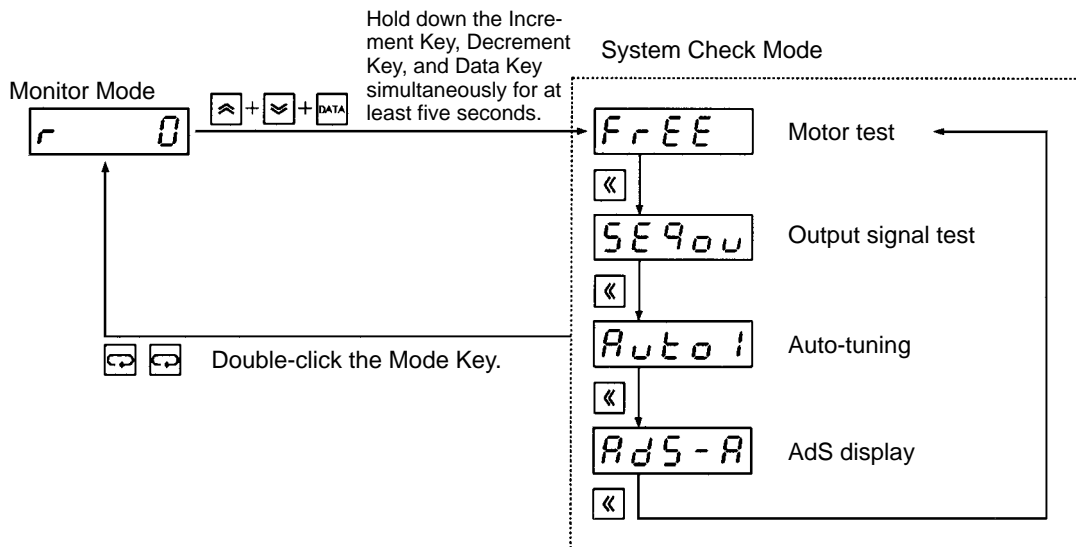 Hold down the Incre-
ment Key, Decrement
Key, and Data Key
simultaneously for at
least five seconds.
System Check Mode
Monitor Mode
+ + DATA
r 0
FrEE Motor test
SEqou Output signal test
Auto1 Auto-tuning
Double-click the Mode Key.
AdS-A AdS display